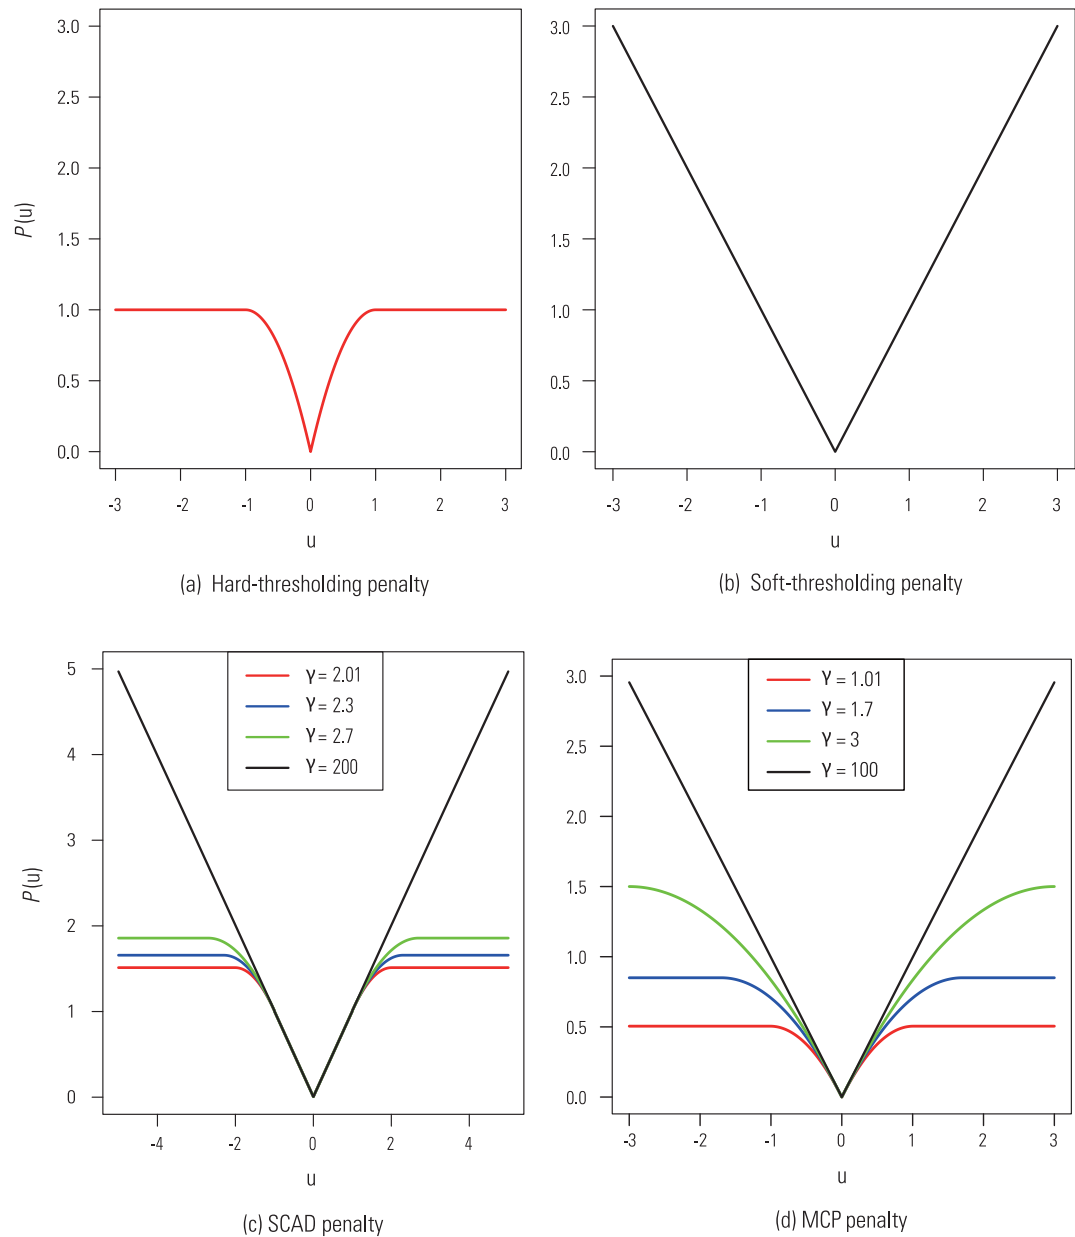 3.0
2.5
2.0
1.5
1.0
0.5
0.0
P(u)
-3 -2 -1 0 1 2 3
u
(a) Hard-thresholding penalty
3.0
2.5
2.0
1.5
1.0
0.5
0.0
-3 -2 -1 0 1 2 3
u
(b) Soft-thresholding penalty
5
4
3
2
1
0
P(u)
γ = 2.01
γ = 2.3
γ = 2.7
γ = 200
-4 -2 0 2 4
u
(c) SCAD penalty
3.0
2.5
2.0
1.5
1.0
0.5
0.0
γ = 1.01
γ = 1.7
γ = 3
γ = 100
-3 -2 -1 0 1 2 3
u
(d) MCP penalty